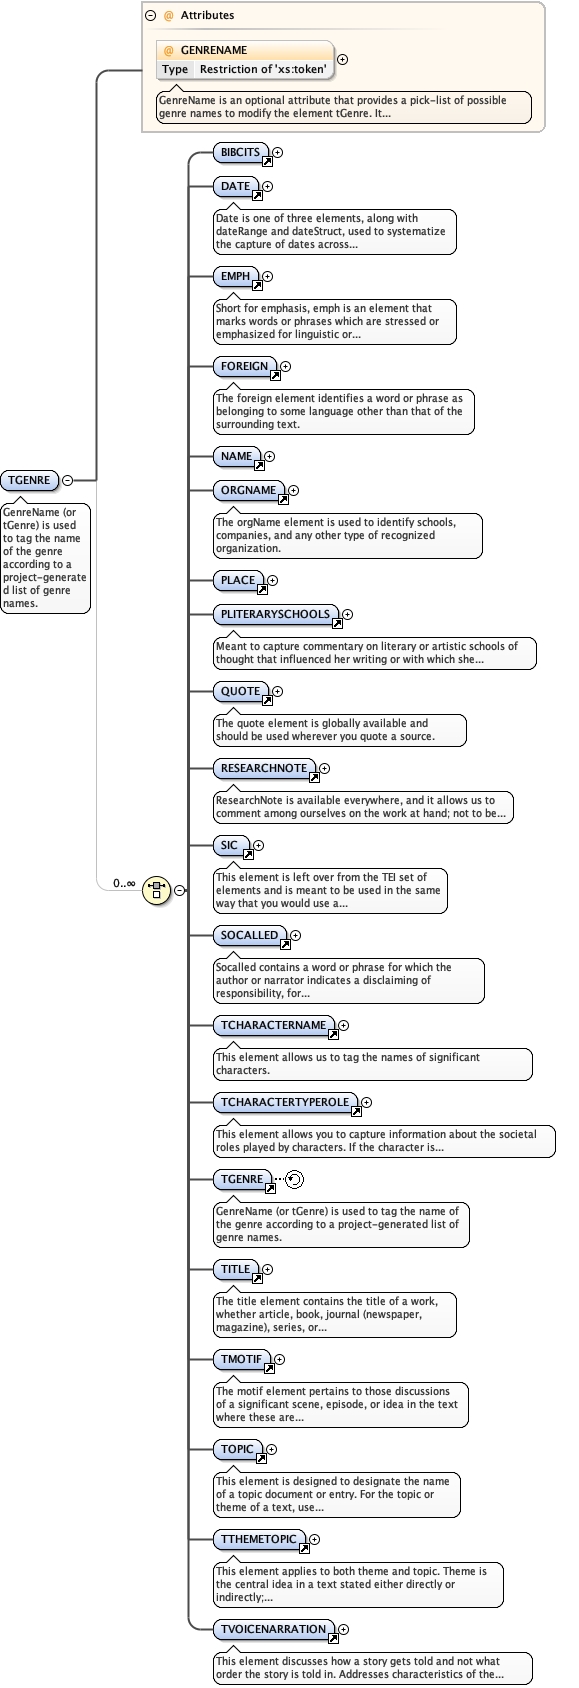 @ Attributes
@ GENRENAME
Type Restriction of 'xs:token'
GenreName is an optional attribute that provides a pick-list of possible
genre names to modify the element tGenre. It...
BIBCITS
DATE
Date is one of three elements, along with
dateRange and dateStruct, used to systematize
the capture of dates across...
EMPH
Short for emphasis, emph is an element that
marks words or phrases which are stressed or
emphasized for linguistic or...
FOREIGN
The foreign element identifies a word or phrase as
belonging to some language other than that of the
surrounding text.
NAME
TGENRE
GenreName (or
tGenre) is used
to tag the name
of the genre
according to a
project-generate
d list of genre
names.
ORGNAME
The orgName element is used to identify schools,
companies, and any other type of recognized
organization.
PLACE
PLITERARYSCHOOLS
Meant to capture commentary on literary or artistic schools of
thought that influenced her writing or with which she...
QUOTE
The quote element is globally available and
should be used wherever you quote a source.
RESEARCHNOTE
ResearchNote is available everywhere, and it allows us to
comment among ourselves on the work at hand; not to be...
SIC
0..∞
This element is left over from the TEI set of
elements and is meant to be used in the same
way that you would use a...
SOCALLED
Socalled contains a word or phrase for which the
author or narrator indicates a disclaiming of
responsibility, for...
TCHARACTERNAME
This element allows us to tag the names of significant
characters.
TCHARACTERTYPEROLE
This element allows you to capture information about the societal
roles played by characters. If the character is...
TGENRE
GenreName (or tGenre) is used to tag the name of
the genre according to a project-generated list of
genre names.
TITLE
The title element contains the title of a work,
whether article, book, journal (newspaper,
magazine), series, or...
TMOTIF
The motif element pertains to those discussions
of a significant scene, episode, or idea in the text
where these are...
TOPIC
This element is designed to designate the name
of a topic document or entry. For the topic or
theme of a text, use...
TTHEMETOPIC
This element applies to both theme and topic. Theme is
the central idea in a text stated either directly or
indirectly;...
TVOICENARRATION
This element discusses how a story gets told and not what
order the story is told in. Addresses characteristics of the...